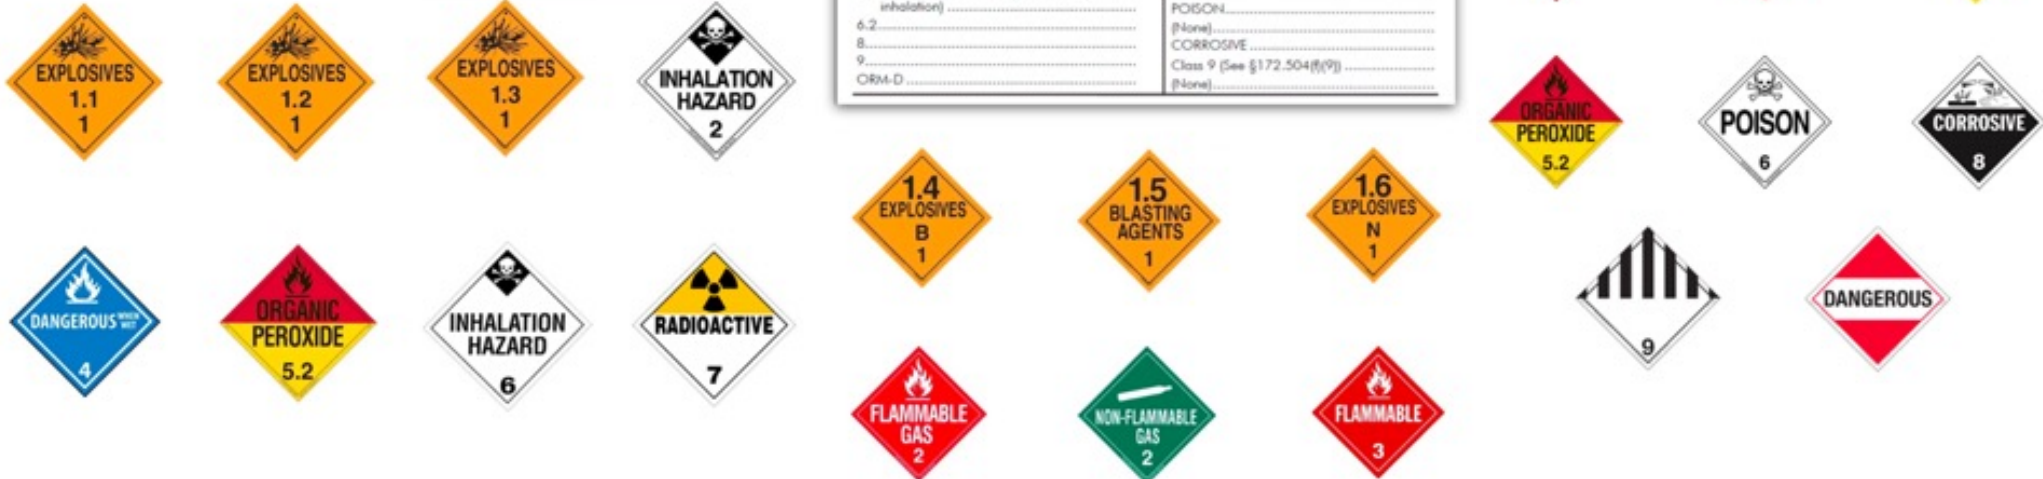 EXPLOSIVES
1.1
1
EXPLOSIVES
1.2
1
EXPLOSIVES
1.3
1
INHALATION
HAZARD
2
DANGEROUS WHEN WET
4
ORGANIC
PEROXIDE
5.2
INHALATION
HAZARD
6
RADIOACTIVE
7
inhalation)
6.2
8
9
ORM-D
POISON
(None)
CORROSIVE
Class 9 (See §172.504(f)(9))
(None)
1.4
EXPLOSIVES
B
1
1.5
BLASTING
AGENTS
1
1.6
EXPLOSIVES
N
1
FLAMMABLE
GAS
2
NON-FLAMMABLE
GAS
2
FLAMMABLE
3
ORGANIC
PEROXIDE
5.2
POISON
6
CORROSIVE
8
9
DANGEROUS